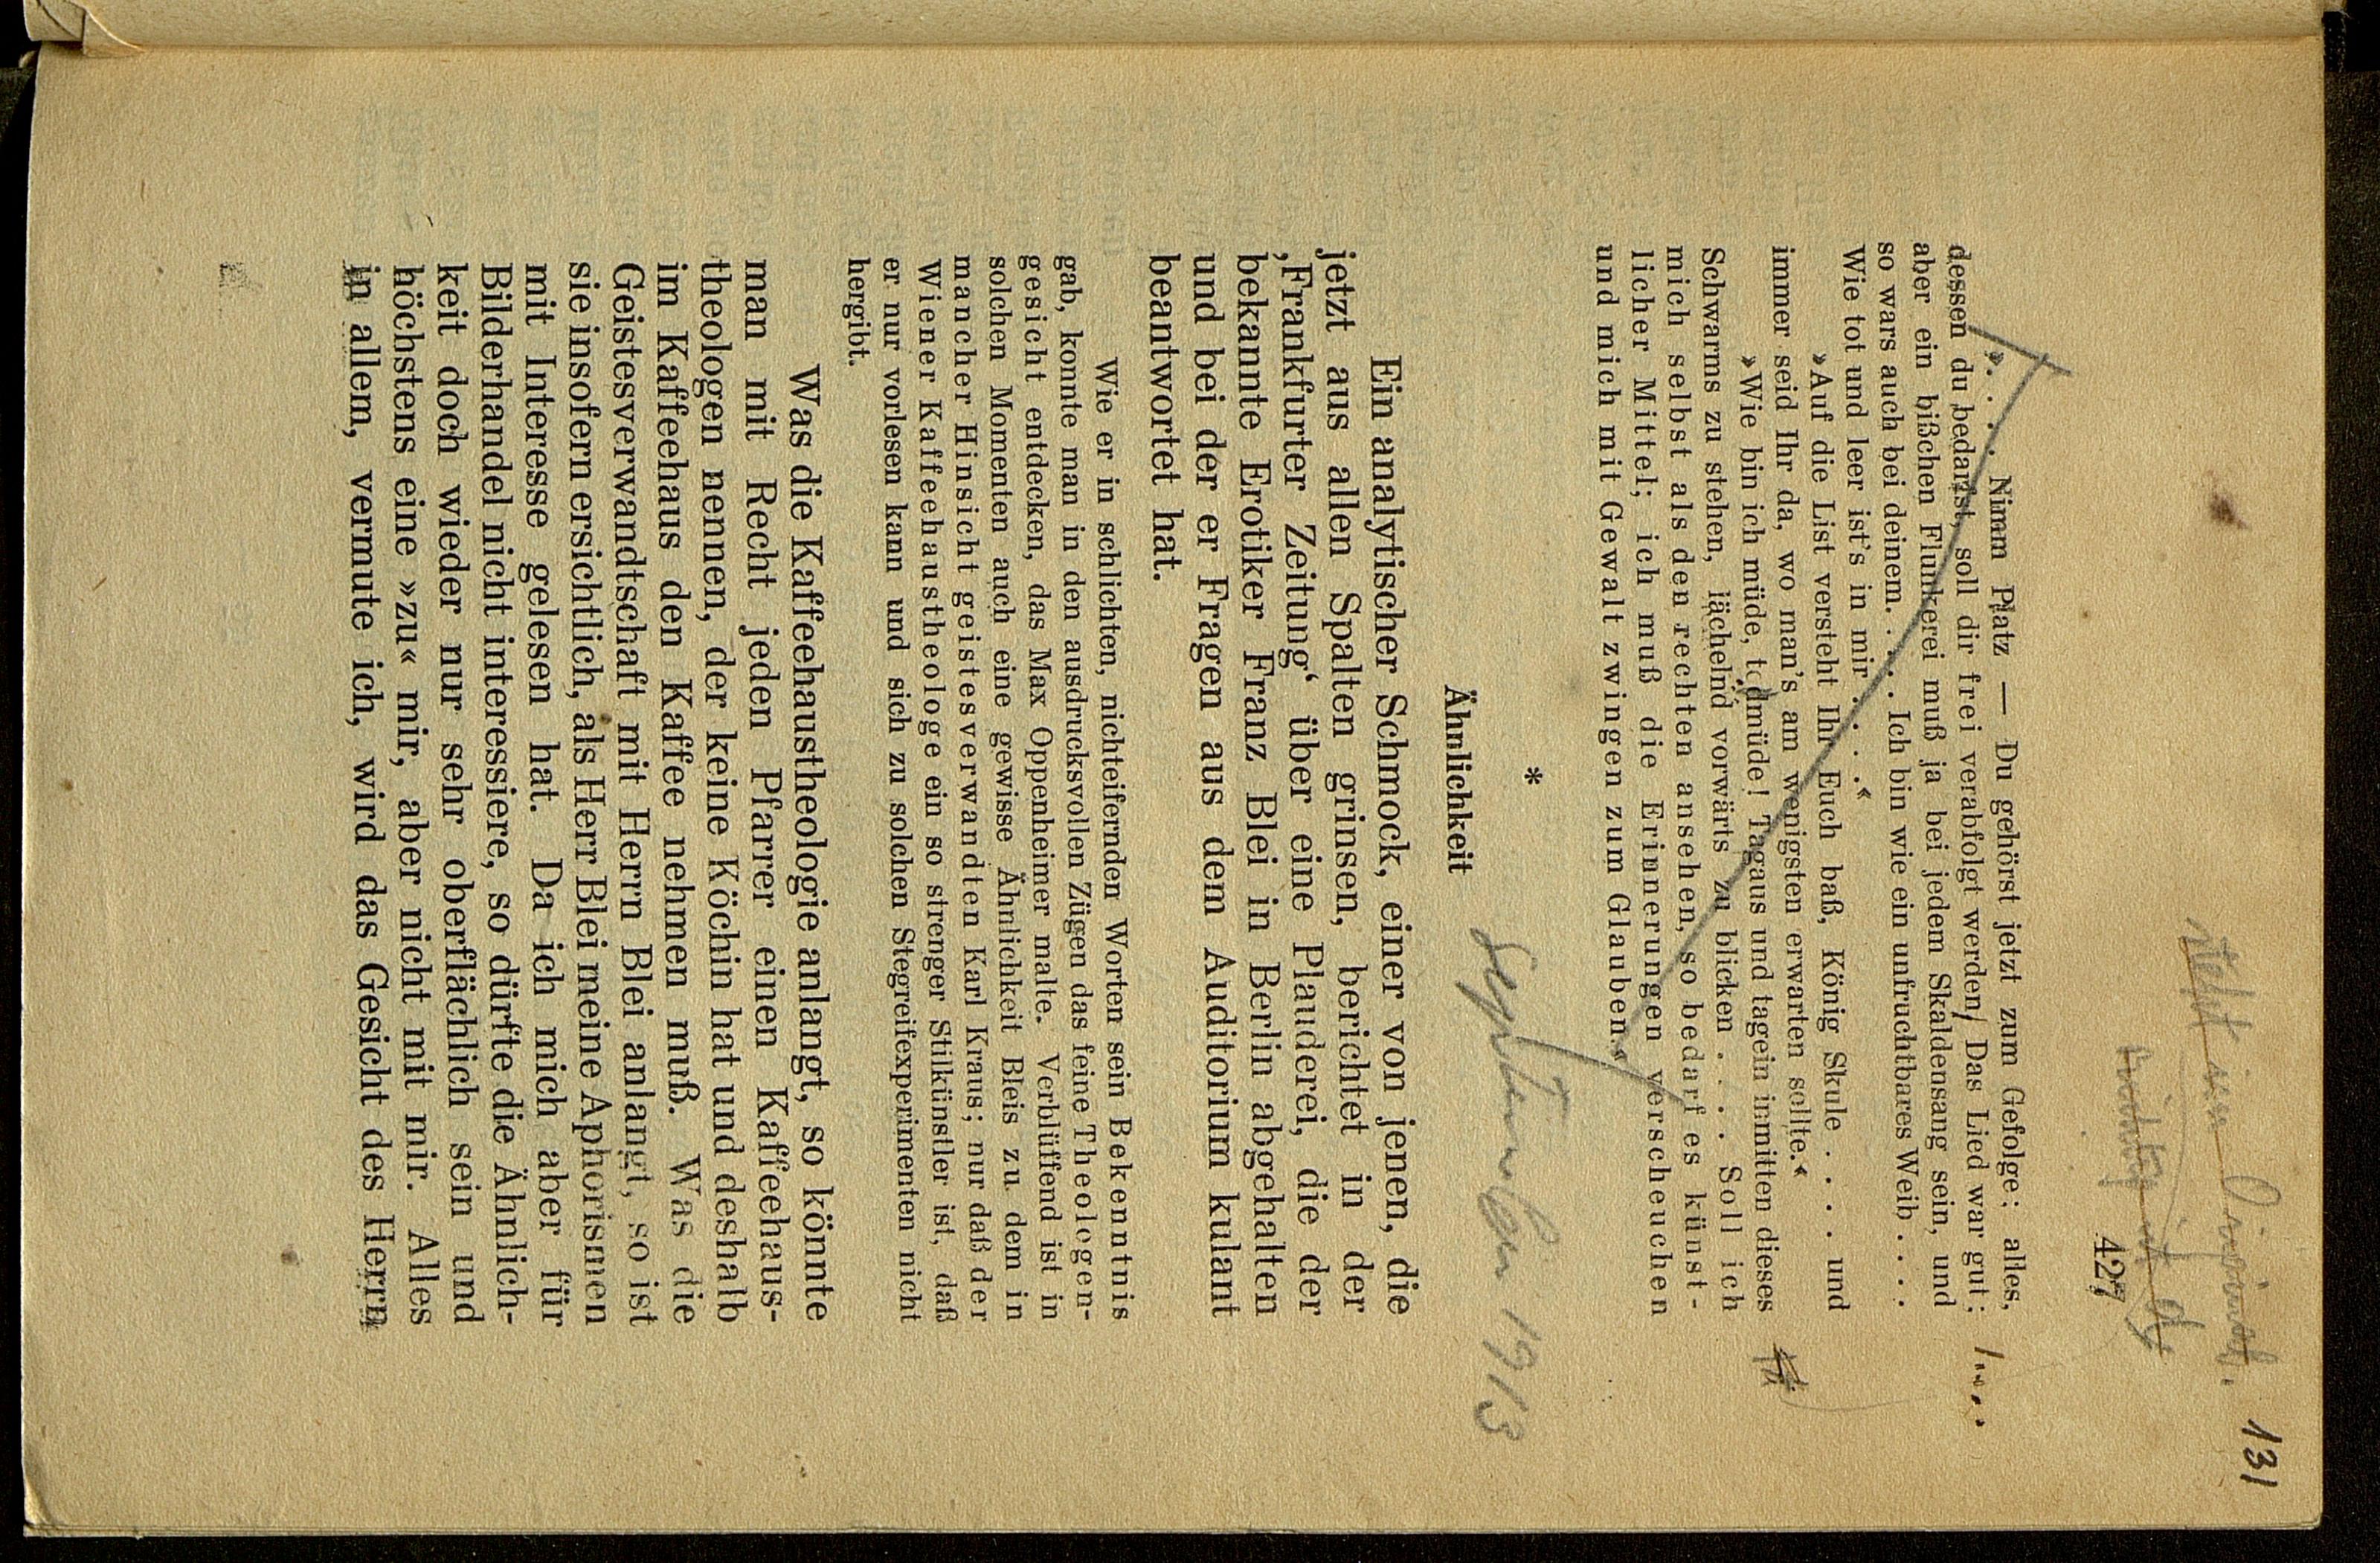 131
427
». . . . Nimm Platz — Du gehörst jetzt zum Gefolge; alles,
dessen du bedarfst, soll dir frei verabfolgt werden/ Das Lied war gut;
aber ein bißchen Flunkerei muß ja bei jedem Skaldensang sein, und
so wars auch bei deinem. . . . . Ich bin wie ein unfruchtbares Weib . . . .
Wie tot und leer ist's in mir . . . .«
»Auf die List versteht Ihr Euch baß, König Skule . . . . und
immer seid Ihr da, wo man's am wenigsten erwarten sollte.«
»Wie bin ich müde, todmüde! Tagaus und tagein inmitten dieses
Schwarms zu stehen, lächelnd vorwärts zu blicken . . . . Soll ich
mich selbst als den rechten ansehen, so bedarf es künst-
licher Mittel; ich muß die Erinnerungen verscheuchen
und mich mit Gewalt zwingen zum Glauben.«
*
Ähnlichkeit
September 1913
Ein analytischer Schmock, einer von jenen, die
jetzt aus allen Spalten grinsen, berichtet in der
‚Frankfurter Zeitung‘ über eine Plauderei, die der
bekannte Erotiker Franz Blei in Berlin abgehalten
und bei der er Fragen aus dem Auditorium kulant
beantwortet hat.
Wie er in schlichten, nichteifernden Worten sein Bekenntnis
gab, konnte man in den ausdrucksvollen Zügen das feine Theologen-
gesicht entdecken, das Max Oppenheimer malte. Verblüffend ist in
solchen Momenten auch eine gewisse Ähnlichkeit Bleis zu dem in
mancher Hinsicht geistesverwandten Karl Kraus; nur daß der
Wiener Kaffeehaustheologe ein so strenger Stilkünstler ist, daß
er nur vorlesen kann und sich zu solchen Stegreifexperimenten nicht
hergibt.
Was die Kaffeehaustheologie anlangt, so könnte
man mit Recht jeden Pfarrer einen Kaffeehaus-
theologen nennen, der keine Köchin hat und deshalb
im Kaffeehaus den Kaffee nehmen muß. Was die
Geistesverwandtschaft mit Herrn Blei anlangt, so ist
sie insofern ersichtlich, als Herr Blei meine Aphorismen
mit Interesse gelesen hat. Da ich mich aber für
Bilderhandel nicht interessiere, so dürfte die Ähnlich-
keit doch wieder nur sehr oberflächlich sein und
höchstens eine »zu« mir, aber nicht mit mir. Alles
in allem, vermute ich, wird das Gesicht des Herrn